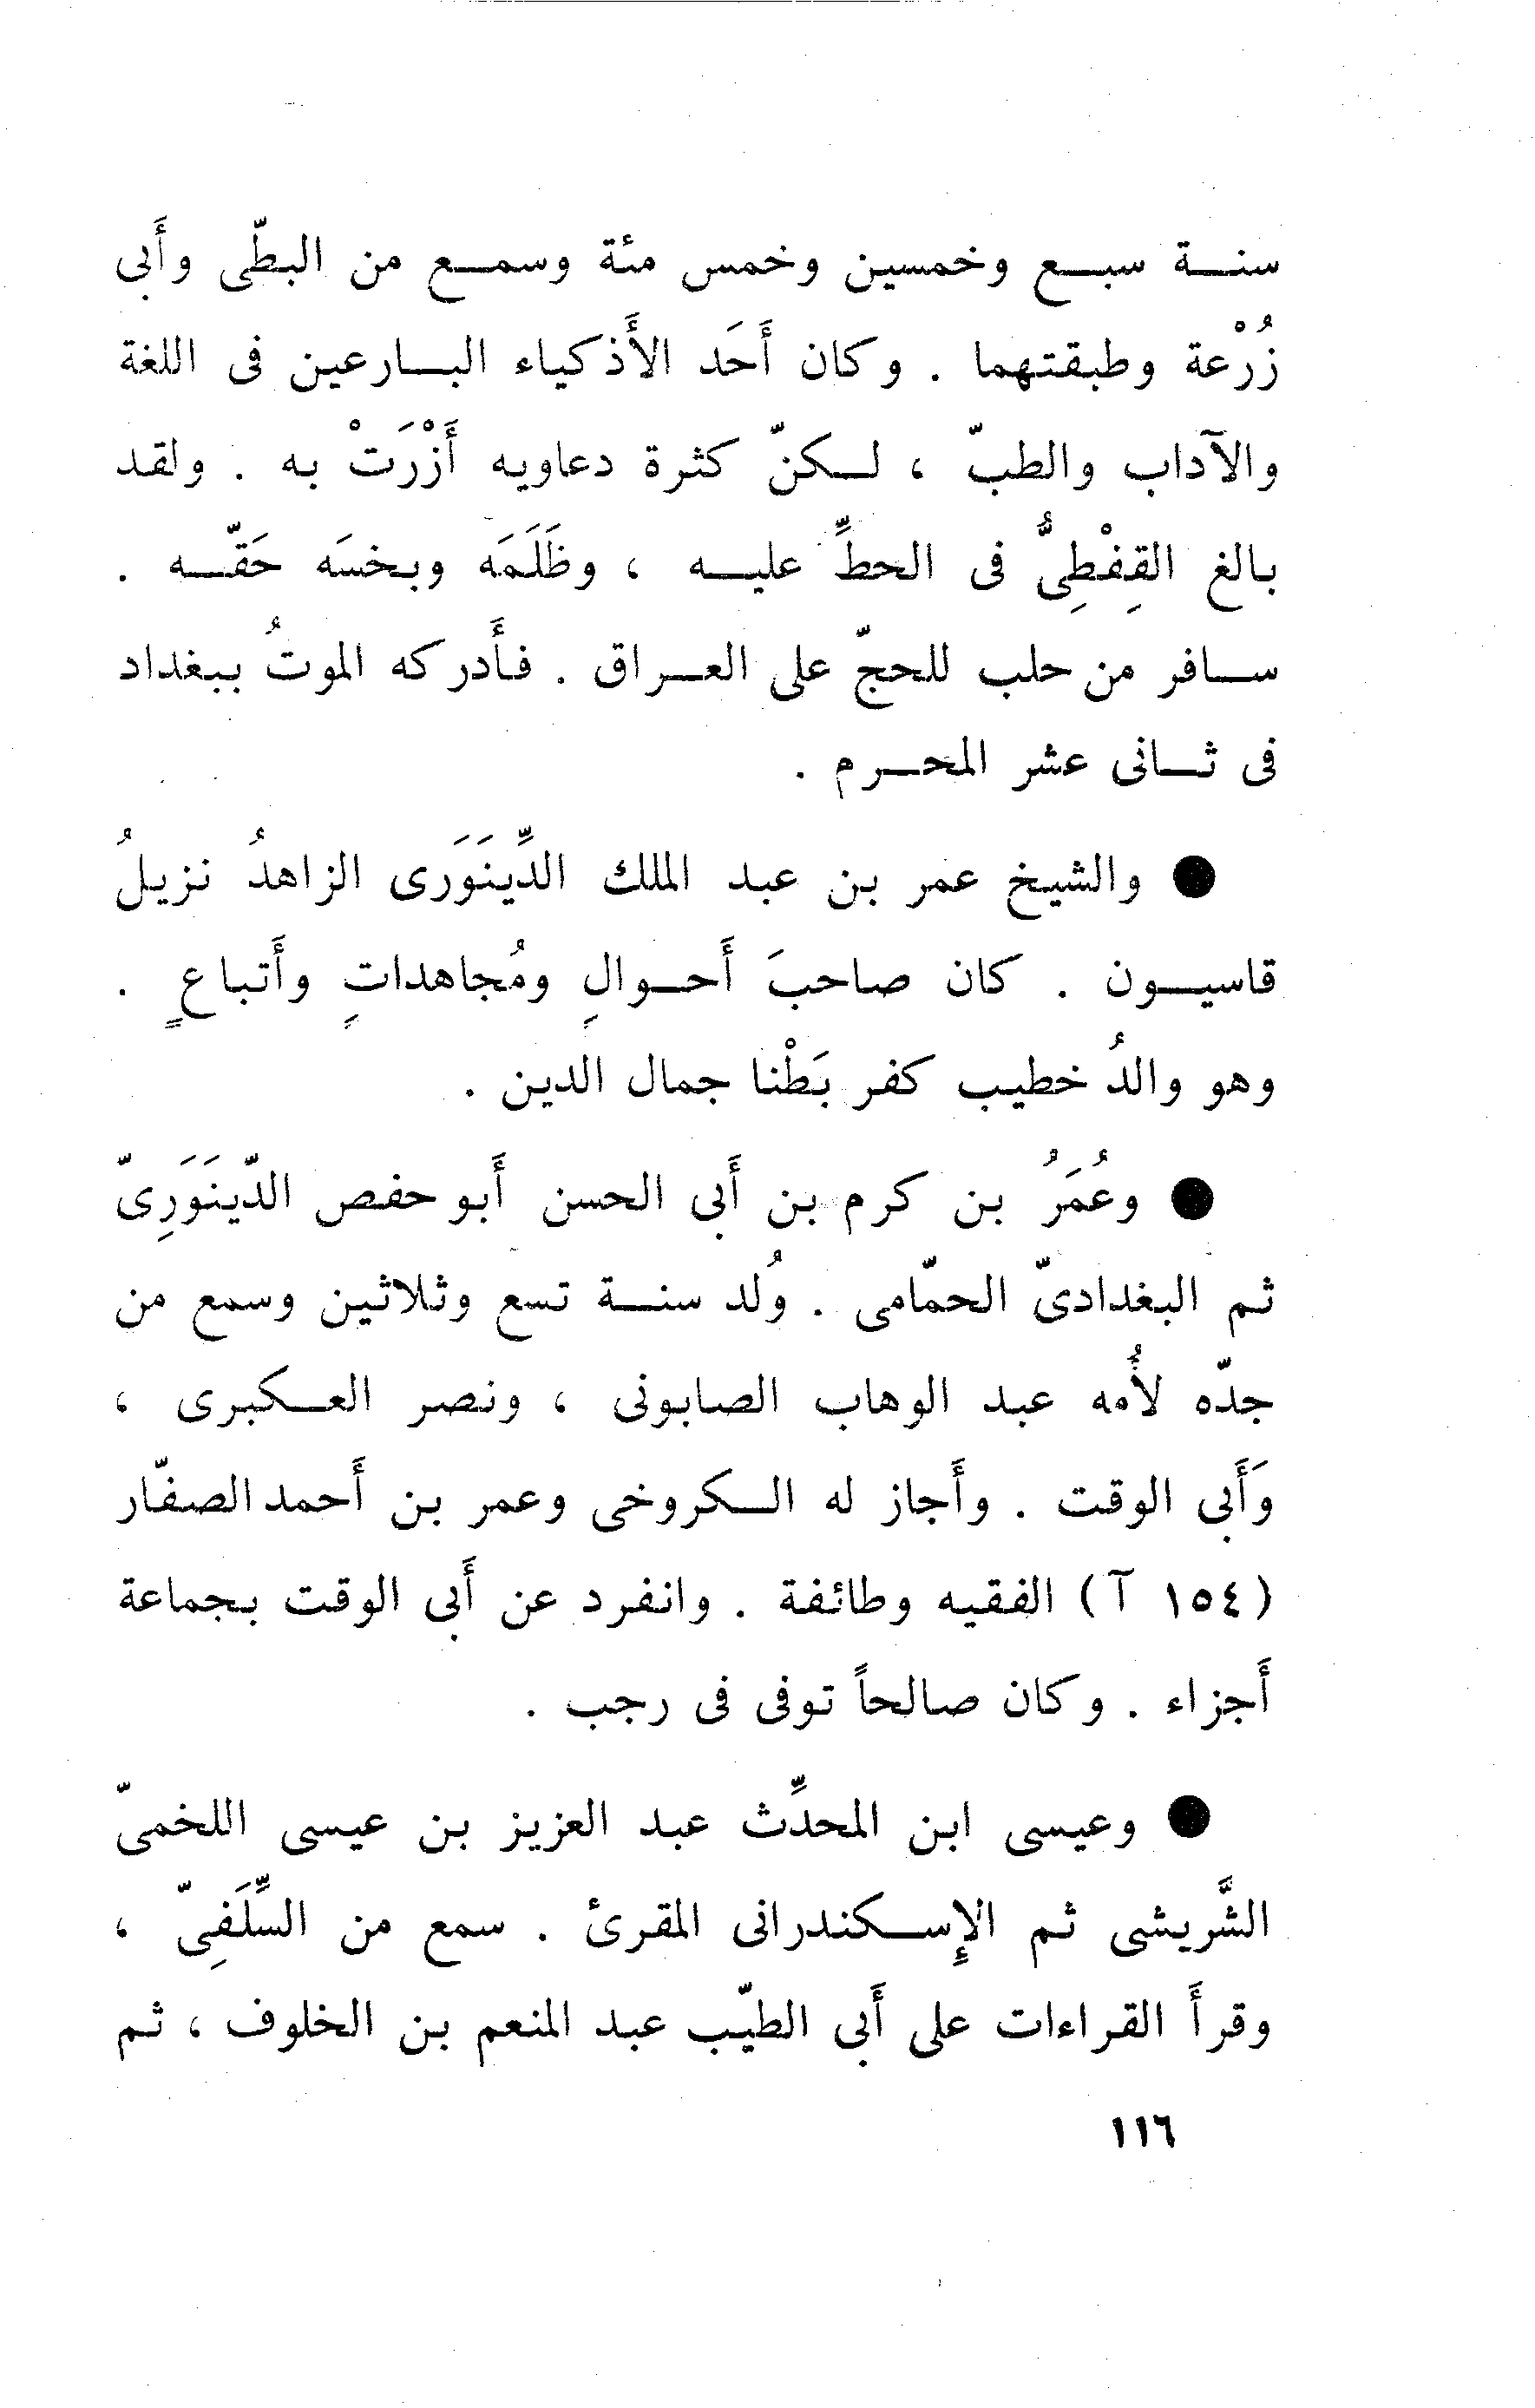 سنة سبع وخمسين وخمس مئة وسمع من البطّى وأَبى
زُرْعة وطبقتهما . وكان أَحَد الأَذكياء البارعين فى اللغة
والآداب والطبّ ، لكنّ كثرة دعاويه أَزْرَتْ به . ولقد
بالغ القِفْطِىُّ فى الحطِّ عليه ، وظَلَمَه وبخسَه حَقّه .
سافر من حلب للحجّ على العراق . فأَدركه الموتُ ببغداد
فى ثانى عشر المحرم .
● والشيخ عمر بن عبد الملك الدِّينَوَرى الزاهدُ نزيلُ
قاسيون . كان صاحبَ أَحوالٍ ومُجاهداتٍ وأَتباعٍ .
وهو والدُ خطيب كفر بَطْنا جمال الدين .
● وعُمَرُ بن كرم بن أَبى الحسن أَبو حفص الدّينَوَرِىّ
ثم البغدادىّ الحمّامى . وُلد سنة تسع وثلاثين وسمع من
جدّه لأُمه عبد الوهاب الصابونى ، ونصر العكبرى ،
وَأَبى الوقت . وأَجاز له الكروخى وعمر بن أَحمد الصفّار
(١٥٤ آ) الفقيه وطائفة . وانفرد عن أَبى الوقت بجماعة
أَجزاء . وكان صالحاً توفى فى رجب .
● وعيسى ابن المحدِّث عبد العزيز بن عيسى اللخمىّ
الشَّريشى ثم الإِسكندرانى المقرئ . سمع من السِّلَفِىّ ،
وقرأَ القراءات على أَبى الطيّب عبد المنعم بن الخلوف ، ثم
١١٦